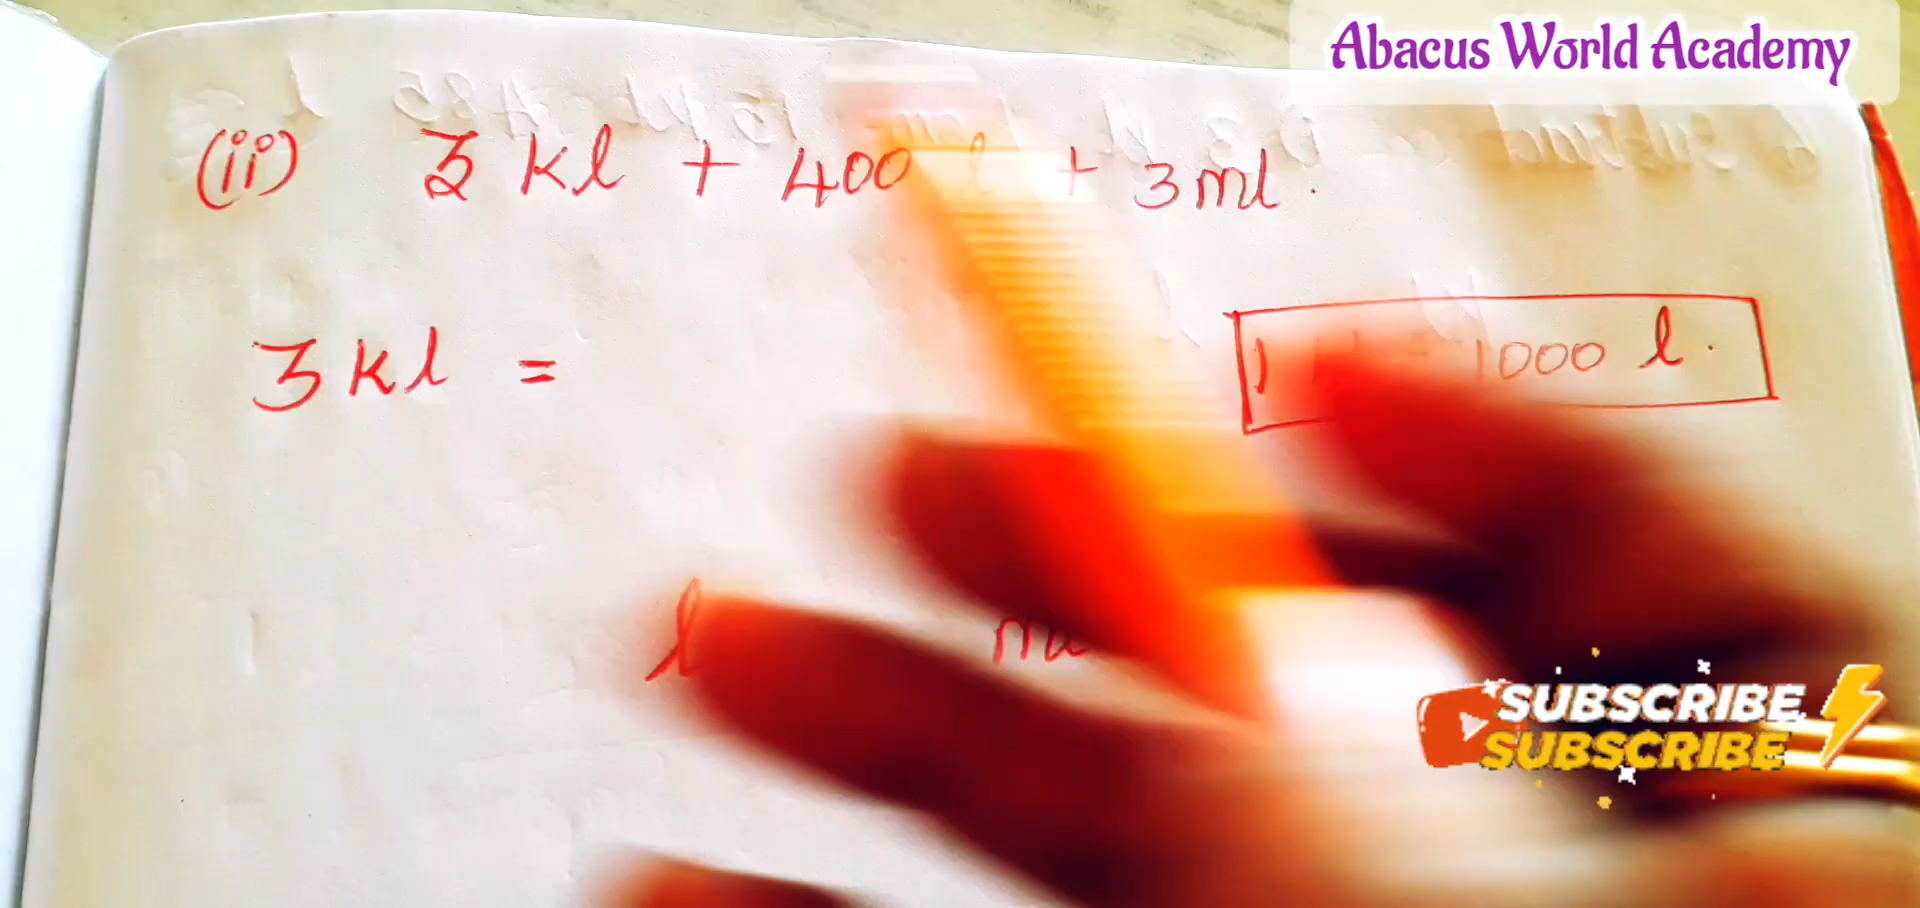 Abacus World Academy
(ii) 3 kl + 400 l + 3 ml.
3 kl =
1000 l.
l
SUBSCRIBE
SUBSCRIBE